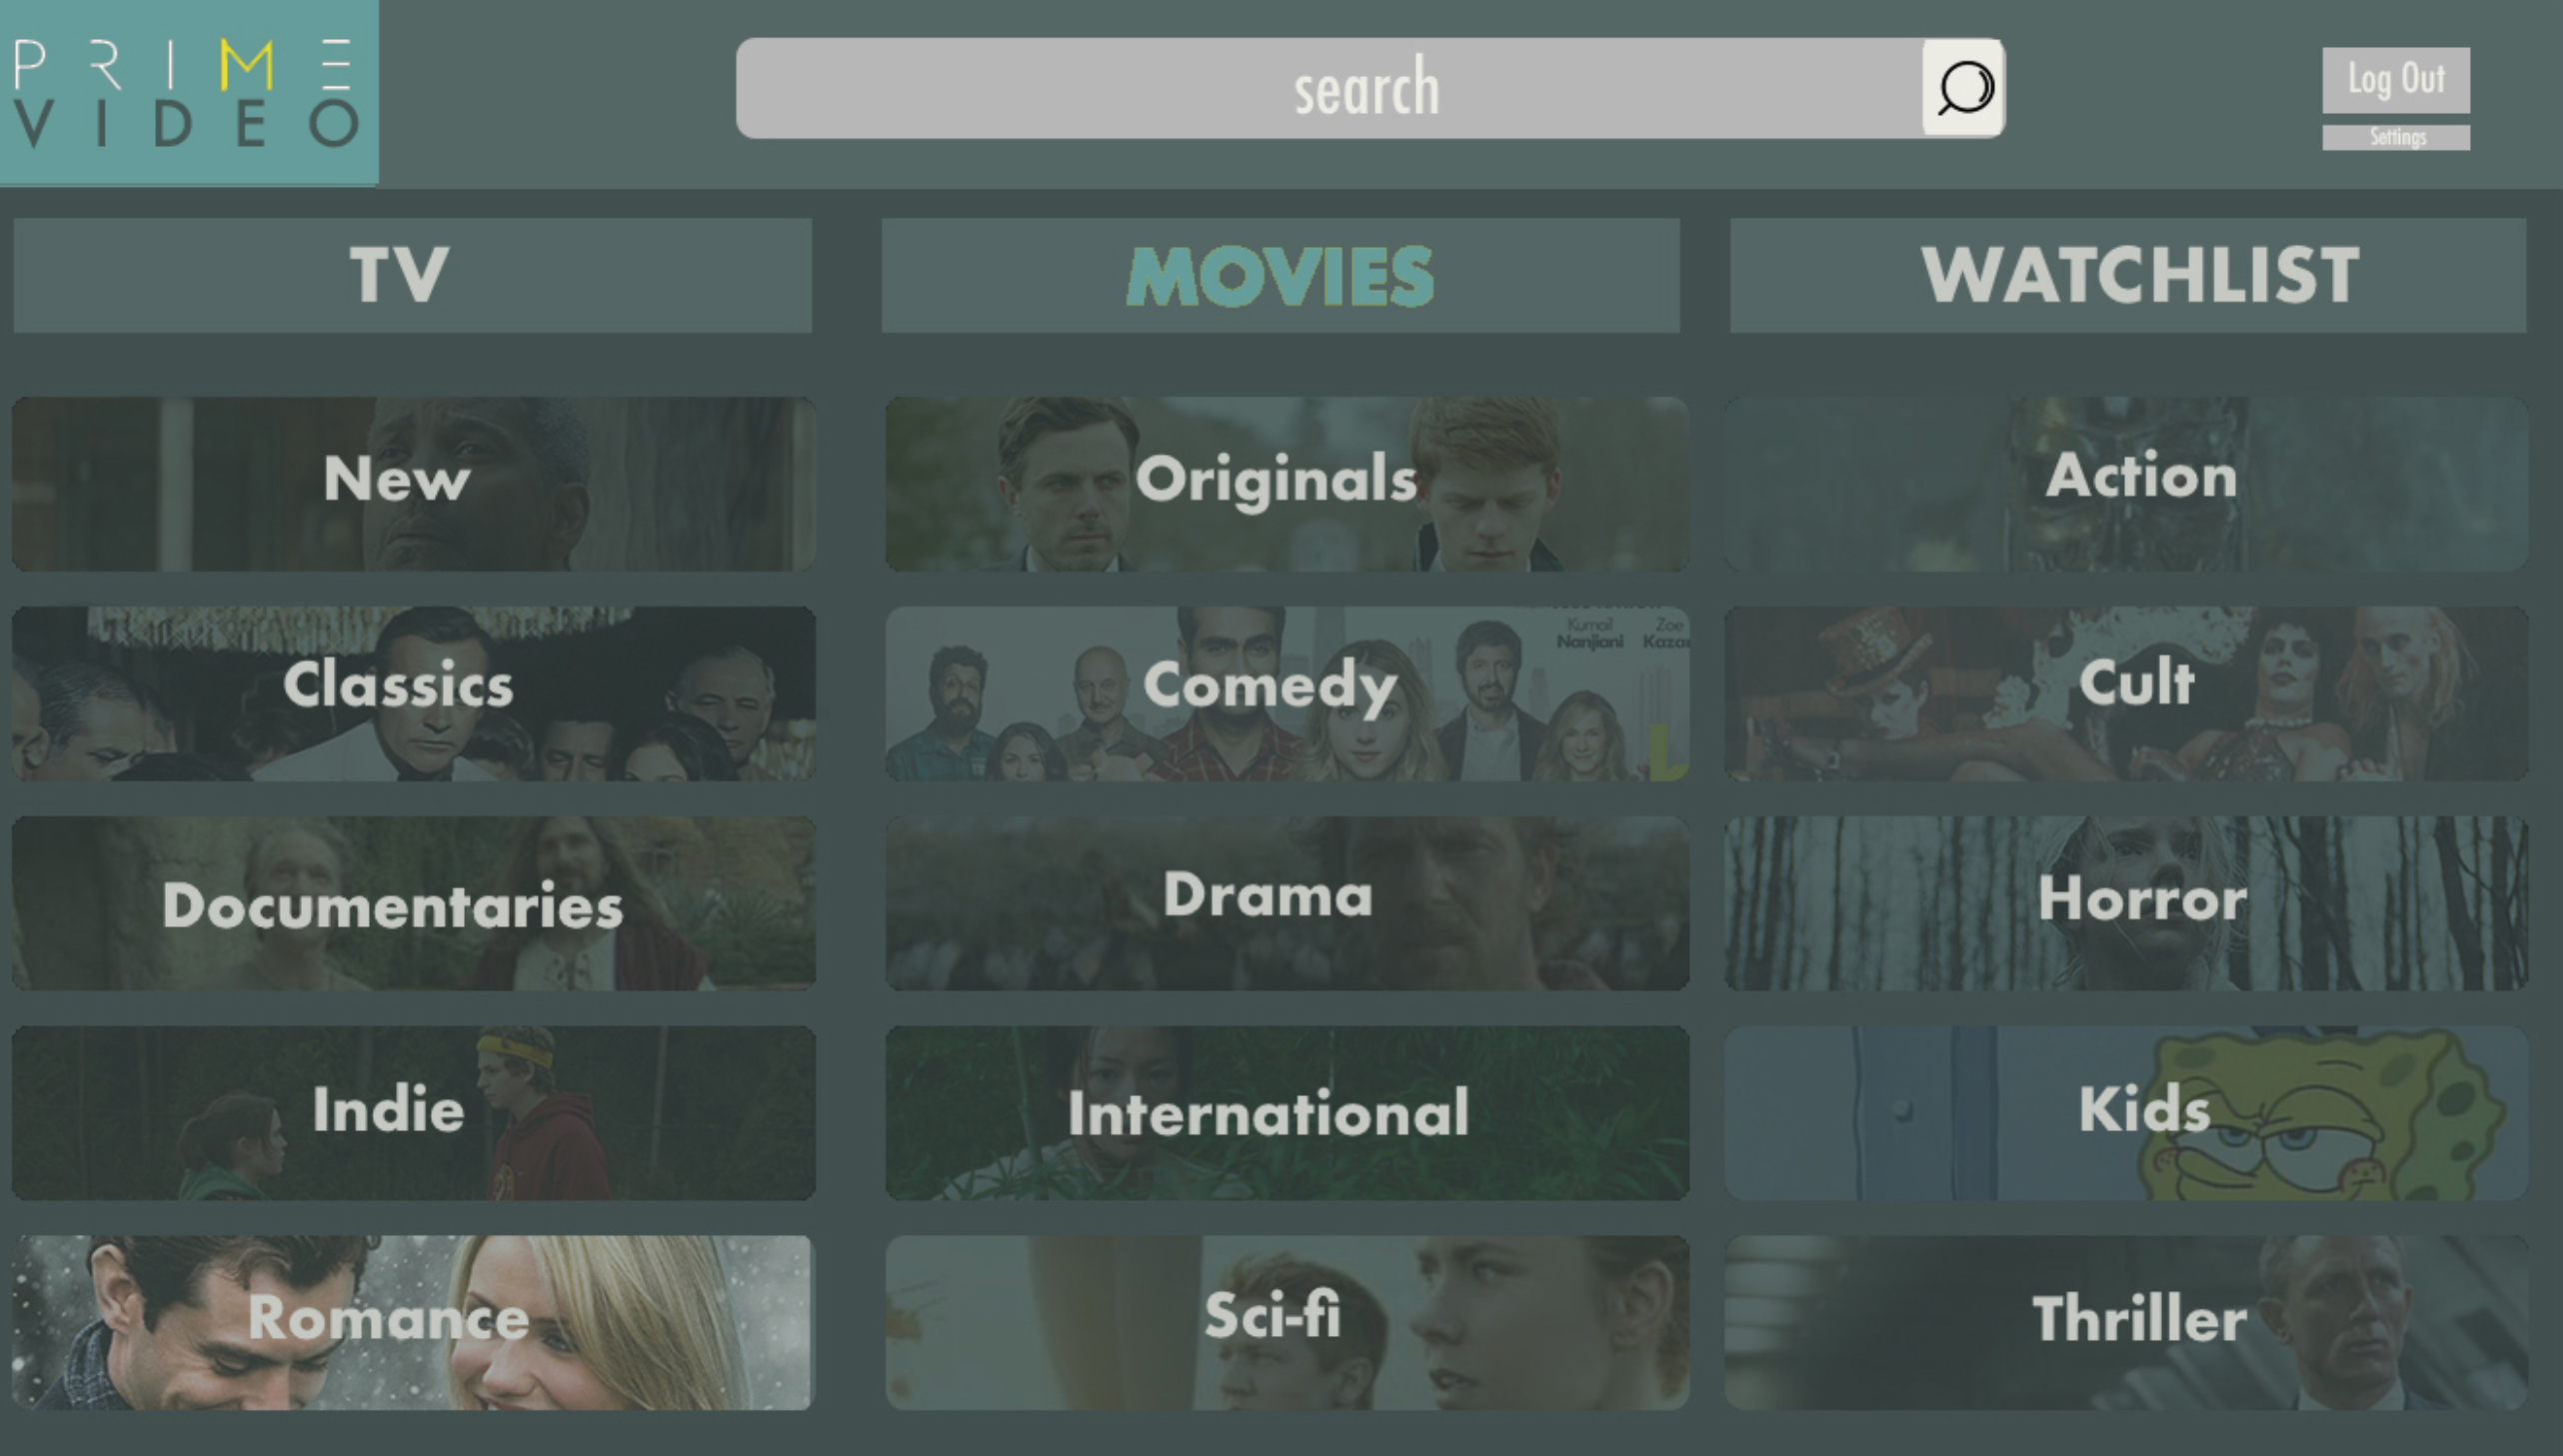 PRIME
VIDEO
search
Log Out
Settings
TV
MOVIES
WATCHLIST
New
Originals
Action
Classics
Kumail
Nanjiani
Zoe
Comedy
Cult
Documentaries
Drama
Horror
Indie
International
Kids
Romance
Sci-fi
Thriller